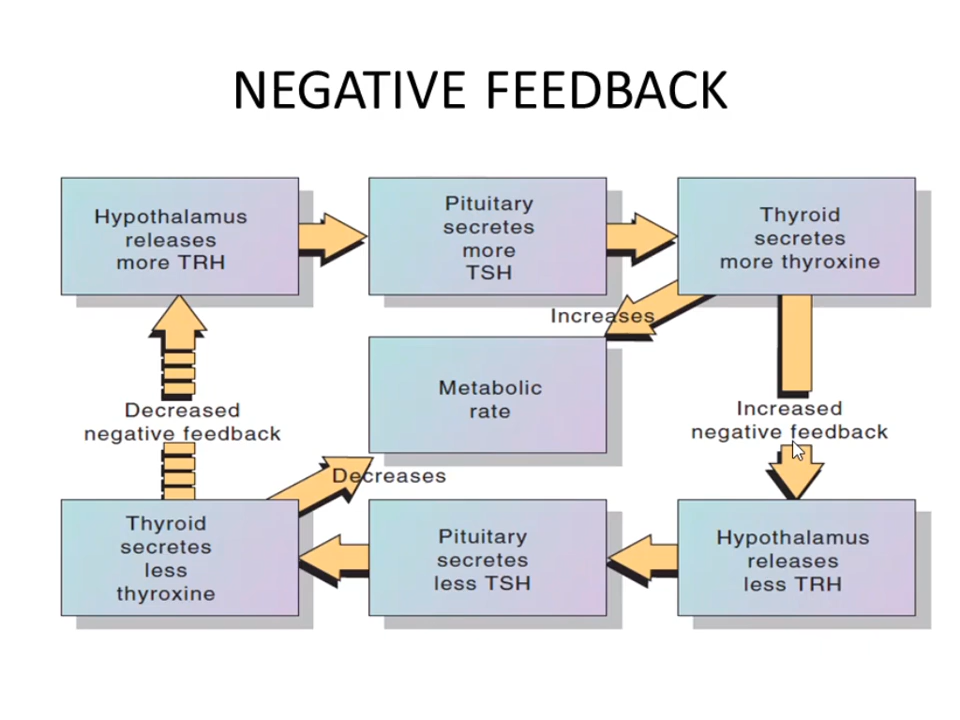 NEGATIVE FEEDBACK
Hypothalamus
releases
more TRH
Pituitary
secretes
more
TSH
Thyroid
secretes
more thyroxine
Increases
Metabolic
rate
Decreased
negative feedback
Increased
negative feedback
Decreases
Thyroid
secretes
less
thyroxine
Pituitary
secretes
less TSH
Hypothalamus
releases
less TRH